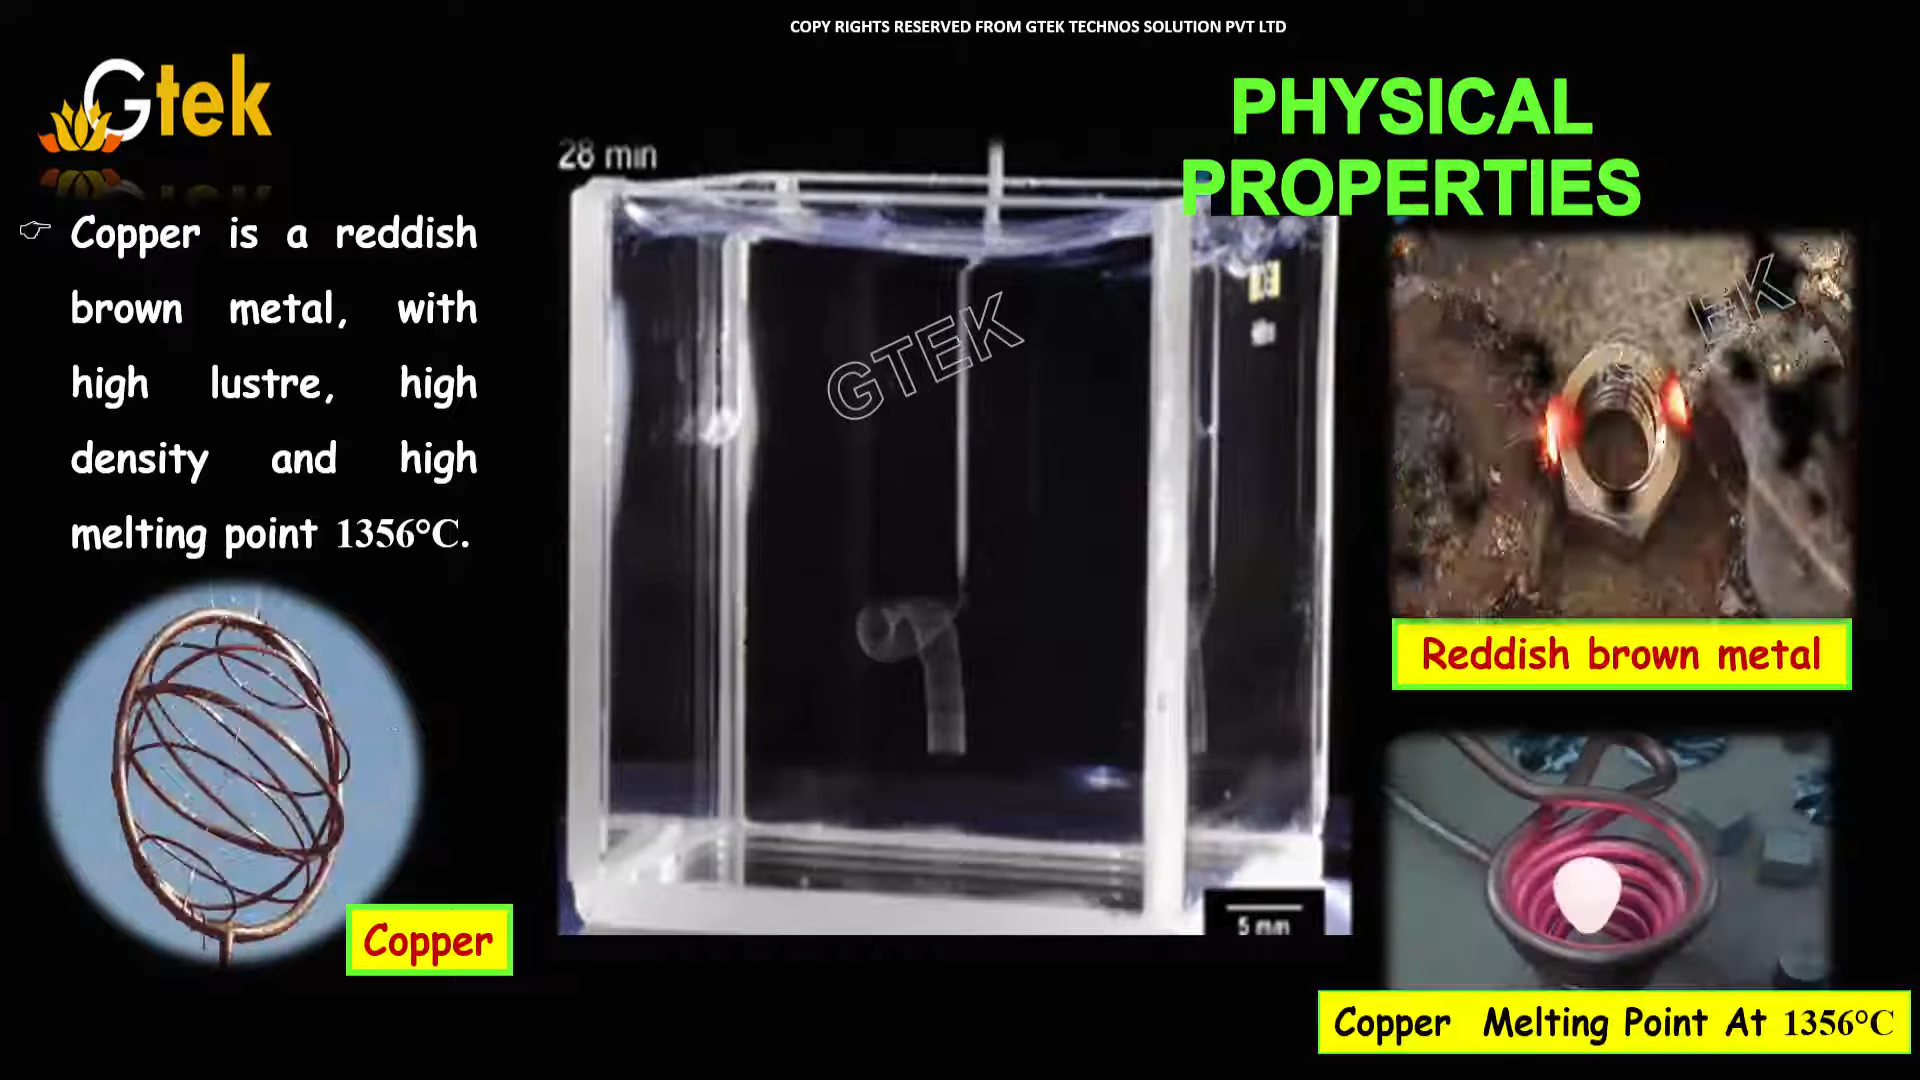 COPY RIGHTS RESERVED FROM GTEK TECHNOS SOLUTION PVT LTD
Gtek
PHYSICAL
PROPERTIES
28 min
Copper is a reddish
brown metal, with
high lustre, high
density and high
melting point 1356°C.
GTEK
EK
Reddish brown metal
Copper
5 mm
Copper Melting Point At 1356°C